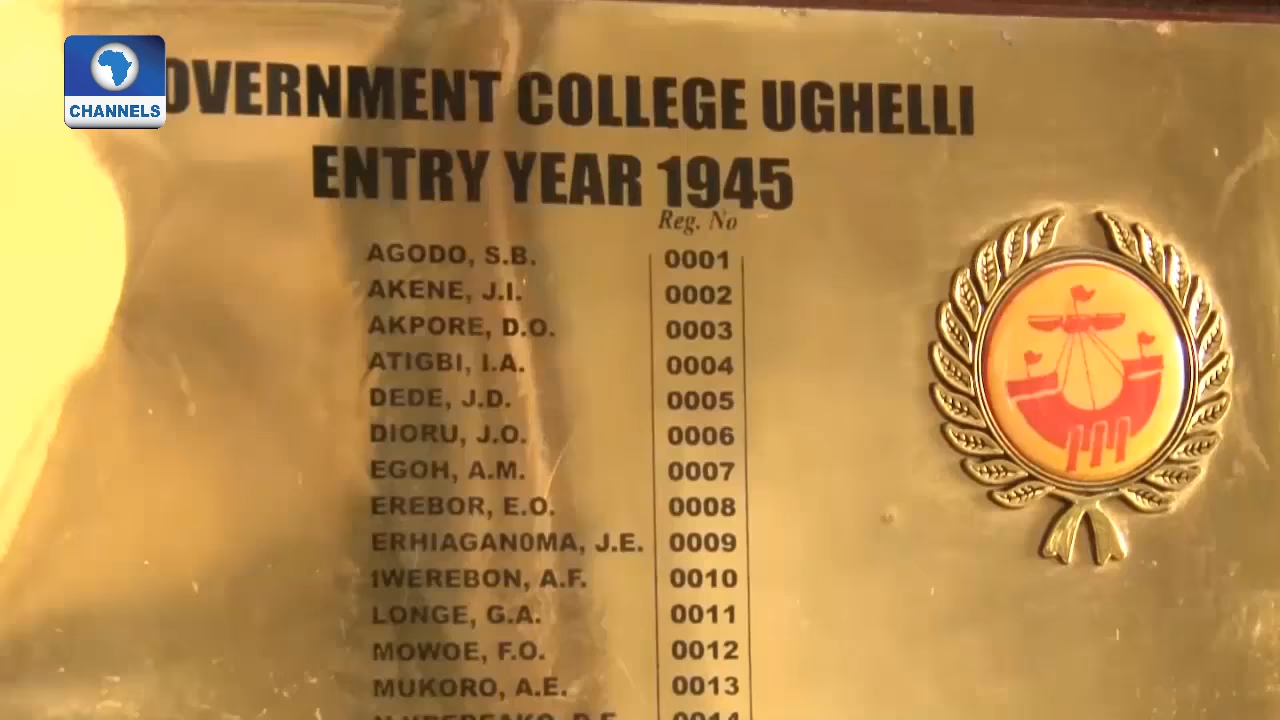 CHANNELS
OVERNMENT COLLEGE UGHELLI
ENTRY YEAR 1945
Reg. No
AGODO, S.B. 0001
AKENE, J.I. 0002
AKPORE, D.O. 0003
ATIGBI, I.A. 0004
DEDE, J.D. 0005
DIORU, J.O. 0006
EGOH, A.M. 0007
EREBOR, E.O. 0008
ERHIAGAN0MA, J.E. 0009
IWEREBON, A.F. 0010
LONGE, G.A. 0011
MOWOE, F.O. 0012
MUKORO, A.E. 0013
0014